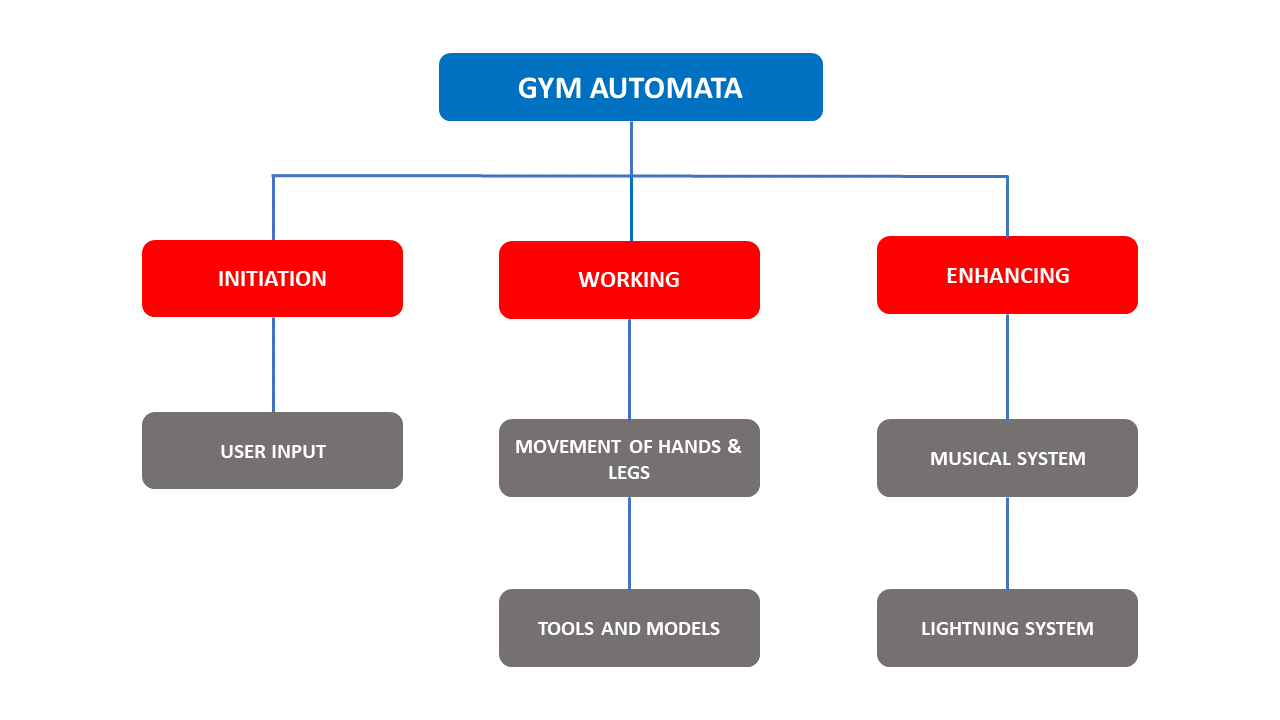 GYM AUTOMATA
INITIATION
WORKING
ENHANCING
USER INPUT
MOVEMENT OF HANDS &
LEGS
MUSICAL SYSTEM
TOOLS AND MODELS
LIGHTNING SYSTEM